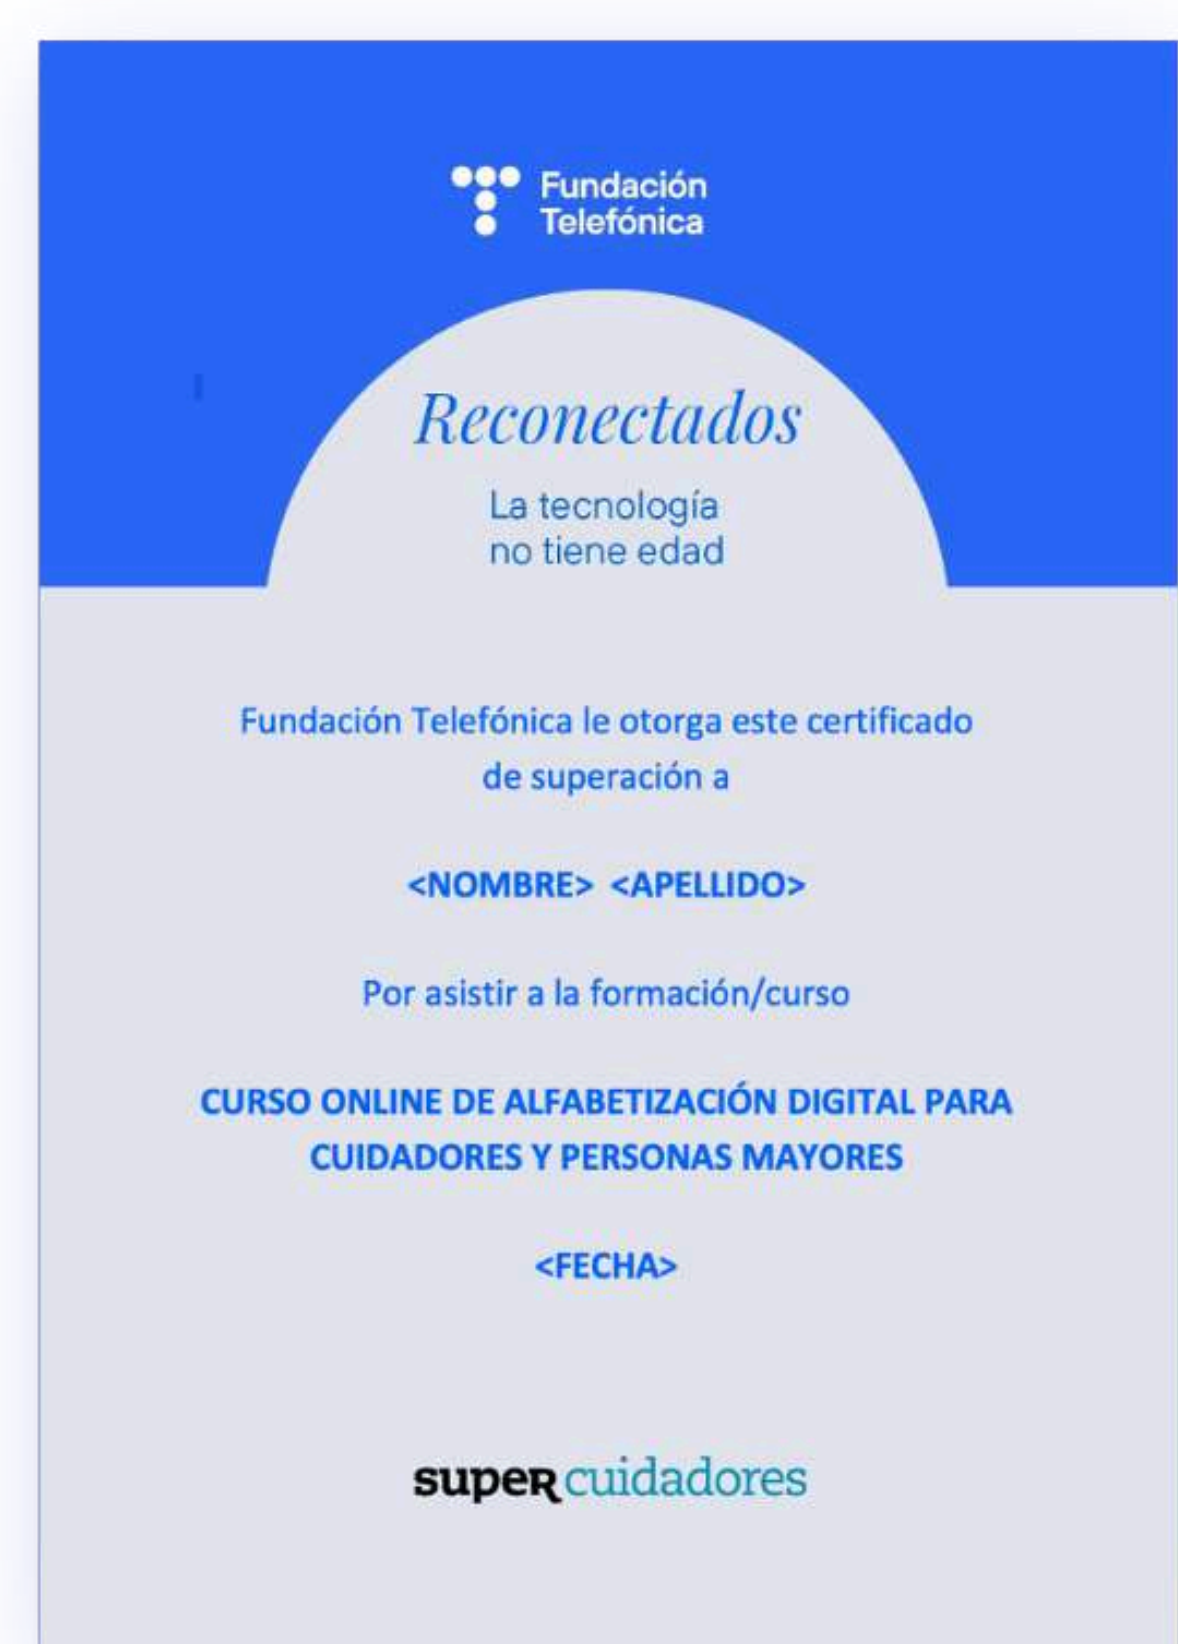 Fundación
Telefónica
Reconectados
La tecnología
no tiene edad
Fundación Telefónica le otorga este certificado
de superación a
<NOMBRE> <APELLIDO>
Por asistir a la formación/curso
CURSO ONLINE DE ALFABETIZACIÓN DIGITAL PARA
CUIDADORES Y PERSONAS MAYORES
<FECHA>
supercuidadores